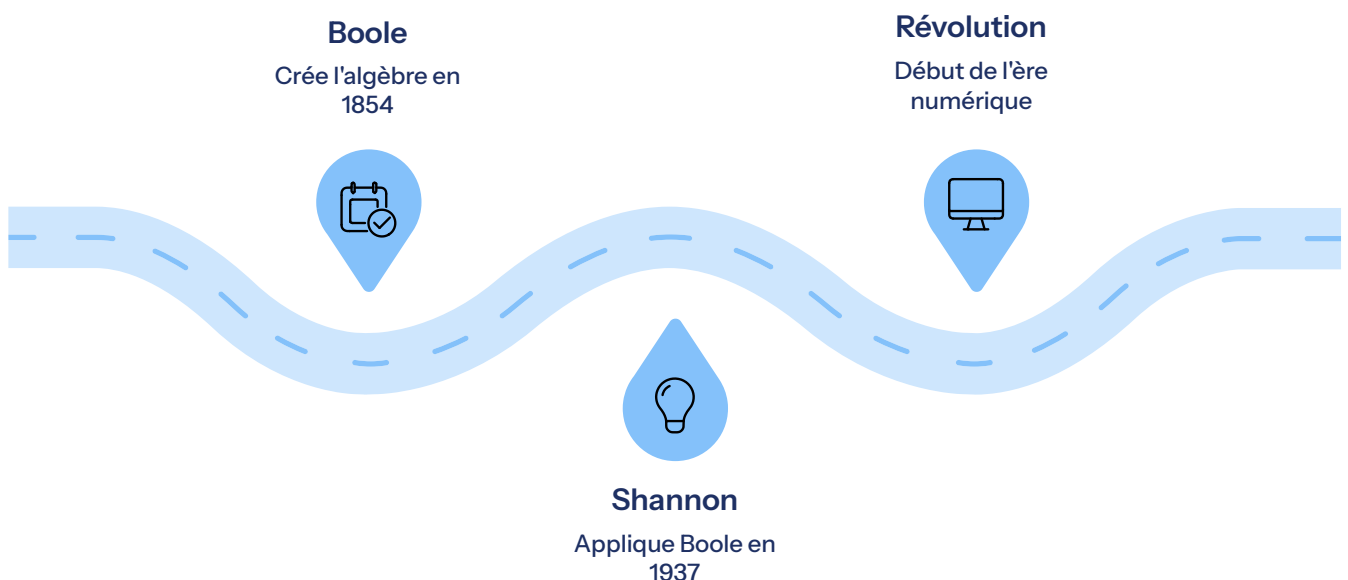 Boole
Crée l'algèbre en
1854
Révolution
Début de l'ère
numérique
Shannon
Applique Boole en
1937